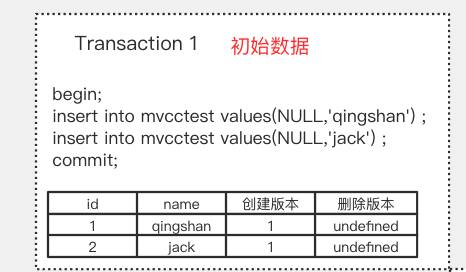 Transaction 1 初始数据
begin;
insert into mvcctest values(NULL,'qingshan') ;
insert into mvcctest values(NULL,'jack') ;
commit;
id name 创建版本 删除版本
1 qingshan 1 undefined
2 jack 1 undefined